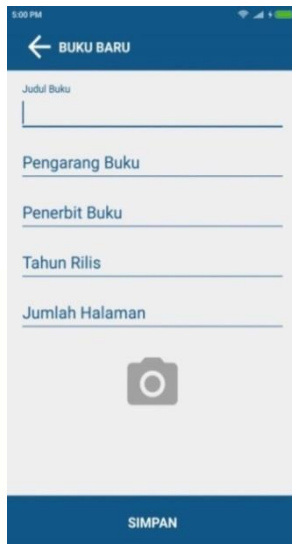 5:00 PM
BUKU BARU
Judul Buku
Pengarang Buku
Penerbit Buku
Tahun Rilis
Jumlah Halaman
SIMPAN